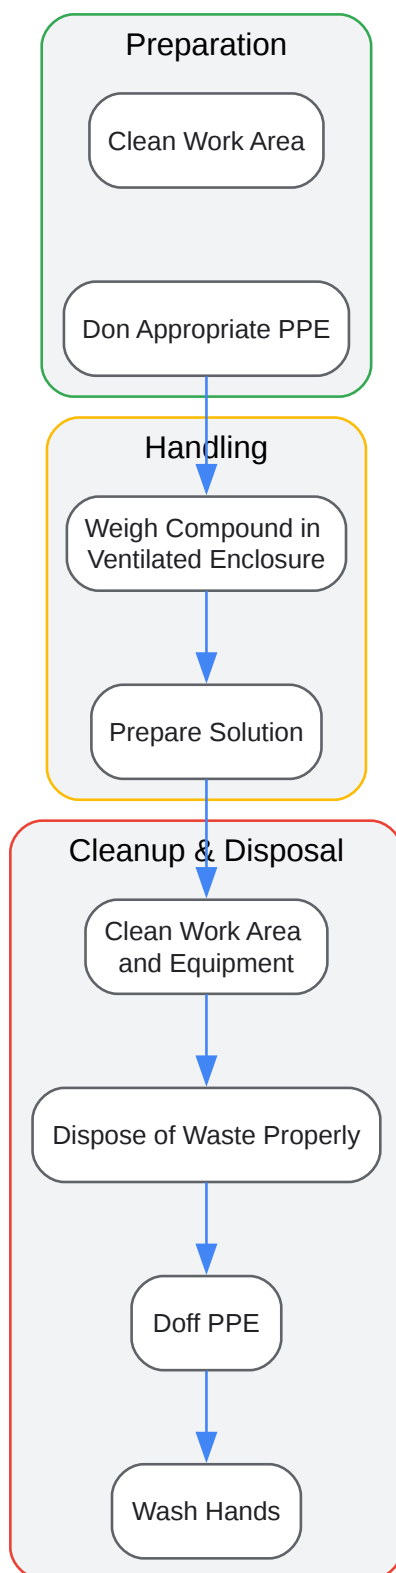 Preparation
Clean Work Area
Don Appropriate PPE
Handling
Weigh Compound in
Ventilated Enclosure
Prepare Solution
Cleanup & Disposal
Clean Work Area
and Equipment
Dispose of Waste Properly
Doff PPE
Wash Hands